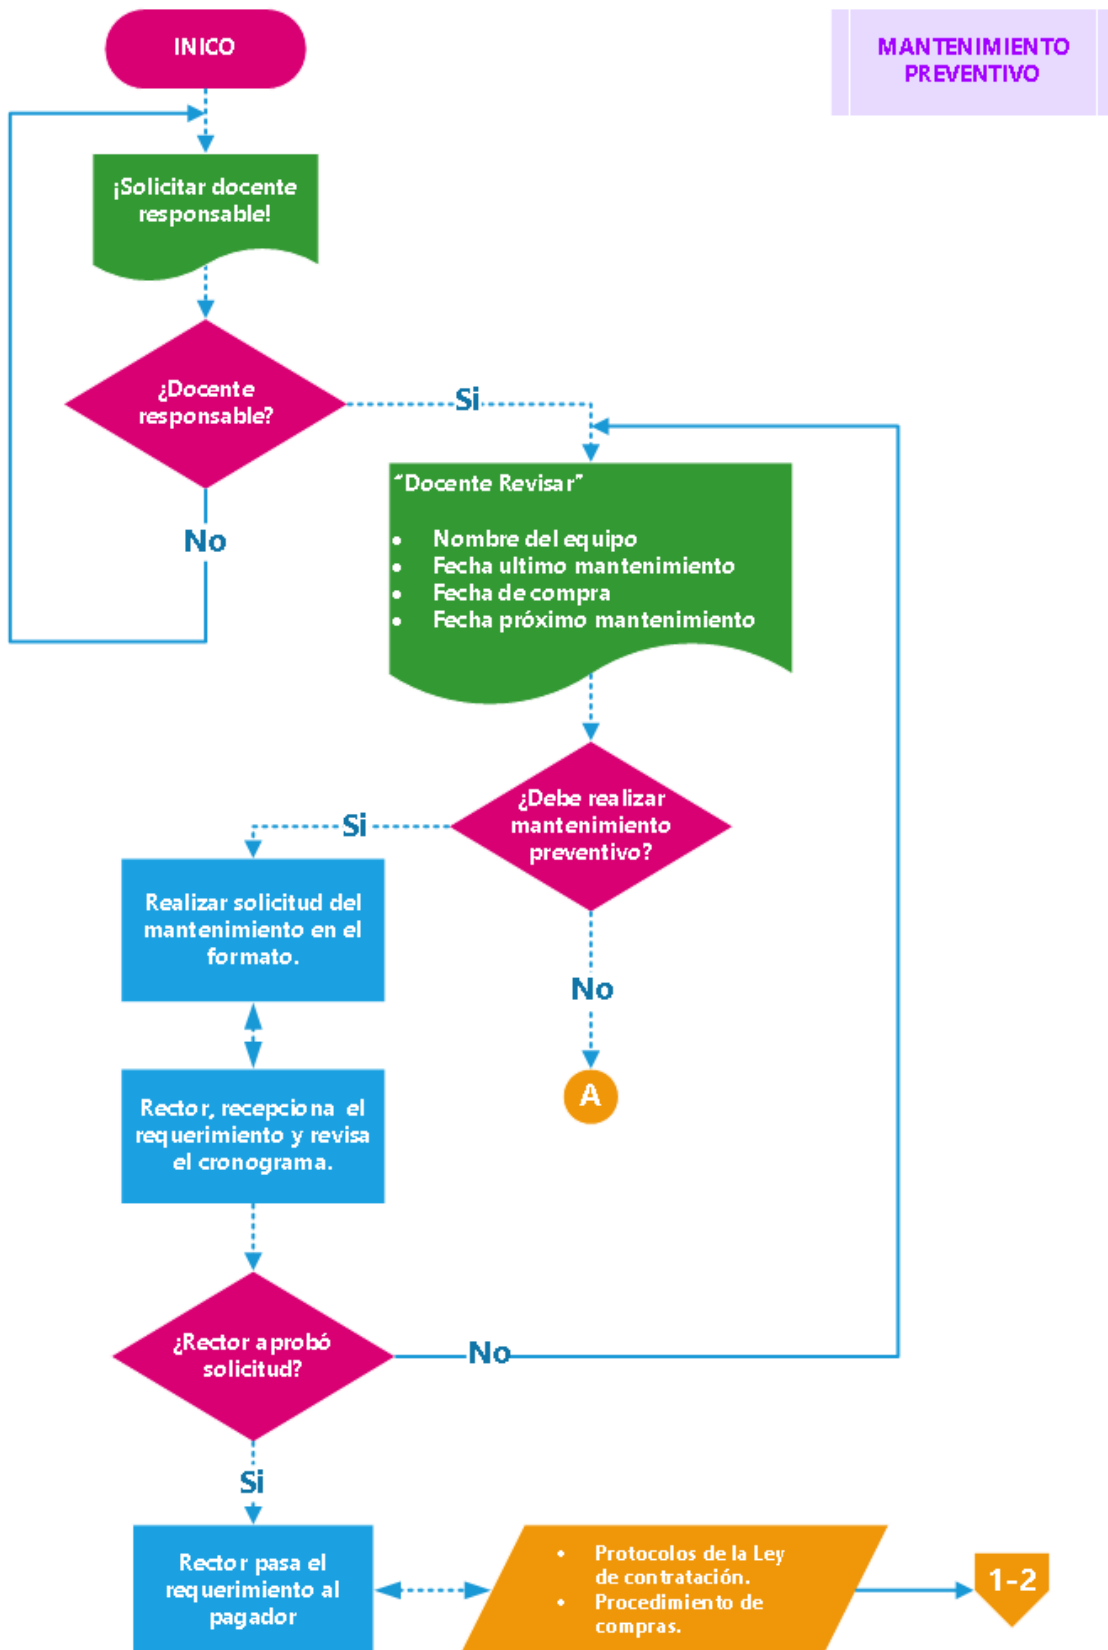 INICO
MANTENIMIENTO
PREVENTIVO
¡Solicitar docente
responsable!
¿Docente
responsable?
Si
No
“Docente Revisar”
• Nombre del equipo
• Fecha ultimo mantenimiento
• Fecha de compra
• Fecha próximo mantenimiento
¿Debe realizar
mantenimiento
preventivo?
Si
Realizar solicitud del
mantenimiento en el
formato.
No
A
Rector, recepciona el
requerimiento y revisa
el cronograma.
¿Rector aprobó
solicitud?
No
Si
Rector pasa el
requerimiento al
pagador
• Protocolos de la Ley
de contratación.
• Procedimiento de
compras.
1-2